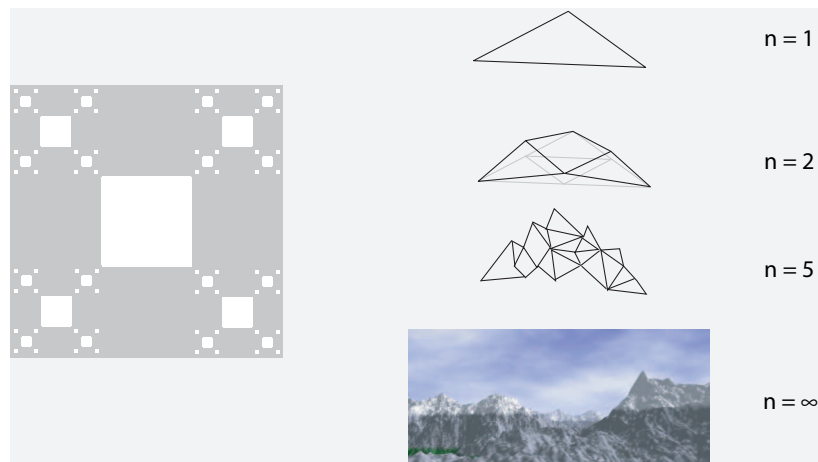 n = 1
n = 2
n = 5
n = ∞